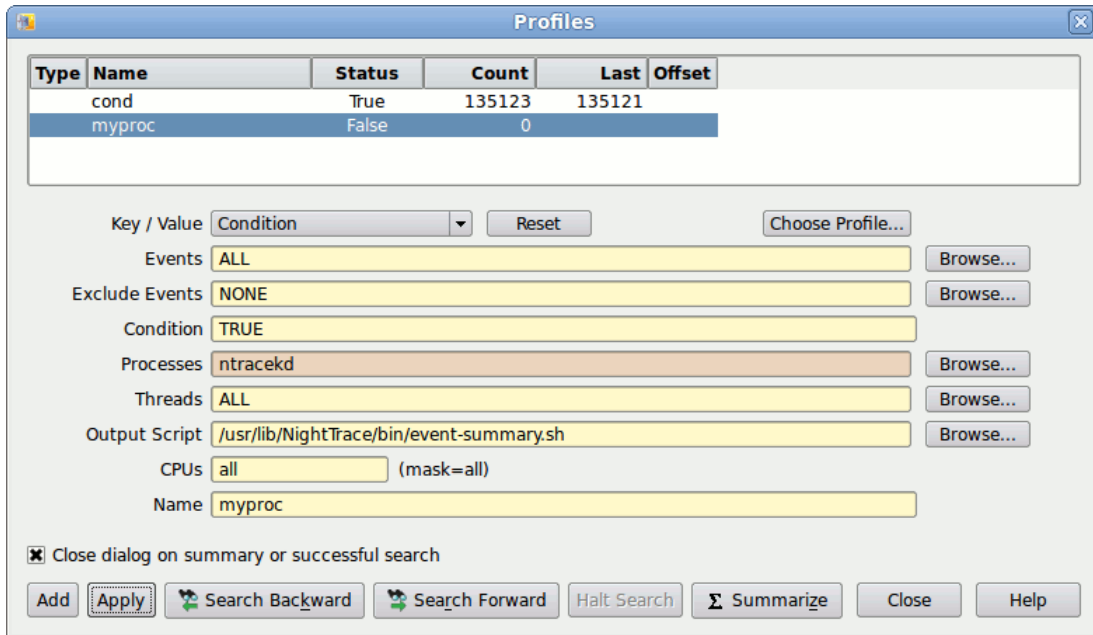 Profiles
Type Name Status Count Last Offset
cond True 135123 135121
myproc False 0
Key / Value Condition Reset Choose Profile...
Events ALL Browse...
Exclude Events NONE Browse...
Condition TRUE
Processes ntracekd Browse...
Threads ALL Browse...
Output Script /usr/lib/NightTrace/bin/event-summary.sh Browse...
CPUs all (mask=all)
Name myproc
Close dialog on summary or successful search
Add Apply Search Backward Search Forward Halt Search Σ Summarize Close Help